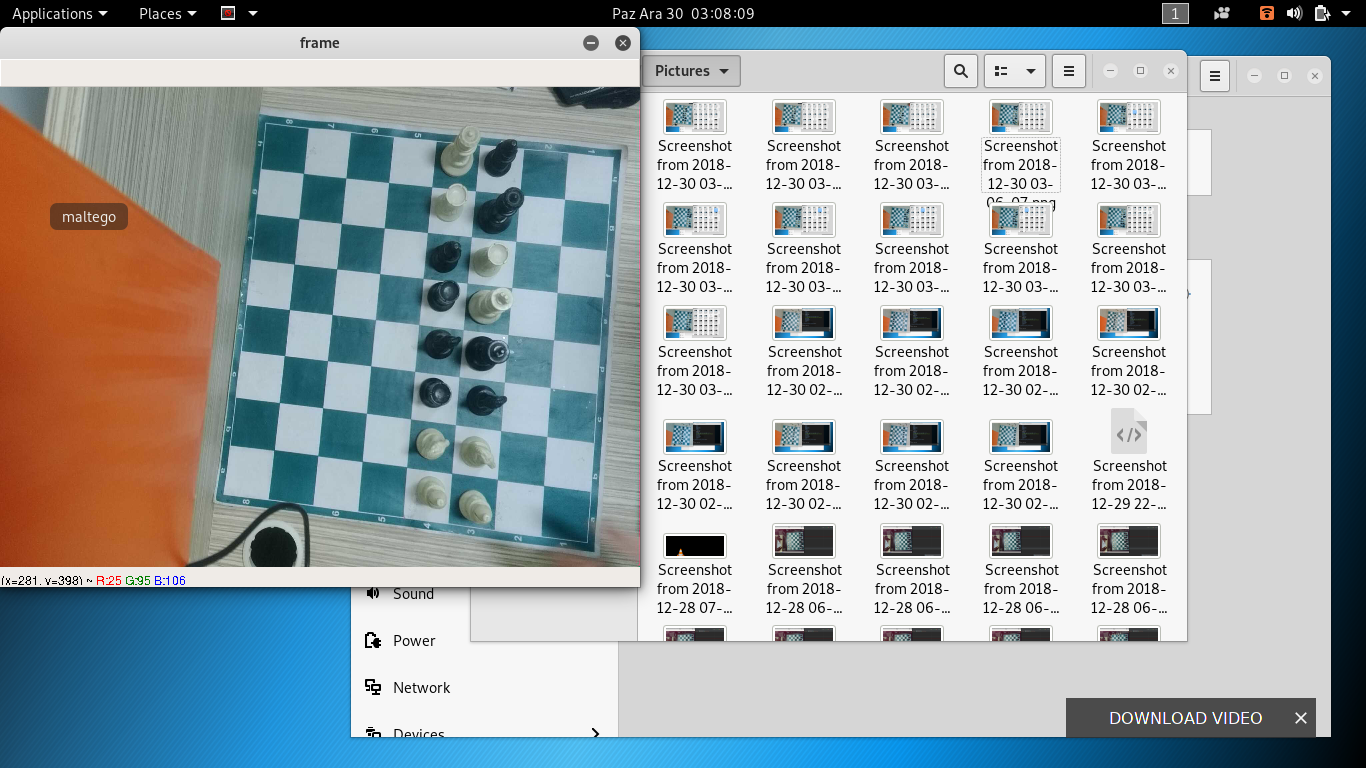 Applications
Places
Paz Ara 30 03:08:09
1
frame
maltego
(x=281, y=398) ~ R:25 G:95 B:106
Pictures
Screenshot
from 2018-
12-30 03-...
Screenshot
from 2018-
12-30 03-...
Screenshot
from 2018-
12-30 03-...
Screenshot
from 2018-
12-30 03-
06-07.png
Screenshot
from 2018-
12-30 03-...
Screenshot
from 2018-
12-30 03-...
Screenshot
from 2018-
12-30 03-...
Screenshot
from 2018-
12-30 03-...
Screenshot
from 2018-
12-30 03-...
Screenshot
from 2018-
12-30 03-...
Screenshot
from 2018-
12-30 03-...
Screenshot
from 2018-
12-30 02-...
Screenshot
from 2018-
12-30 02-...
Screenshot
from 2018-
12-30 02-...
Screenshot
from 2018-
12-30 02-...
Screenshot
from 2018-
12-30 02-...
Screenshot
from 2018-
12-30 02-...
Screenshot
from 2018-
12-30 02-...
Screenshot
from 2018-
12-30 02-...
Screenshot
from 2018-
12-29 22-...
Screenshot
from 2018-
12-28 07-...
Screenshot
from 2018-
12-28 06-...
Screenshot
from 2018-
12-28 06-...
Screenshot
from 2018-
12-28 06-...
Screenshot
from 2018-
12-28 06-...
Sound
Power
Network
Devices
DOWNLOAD VIDEO